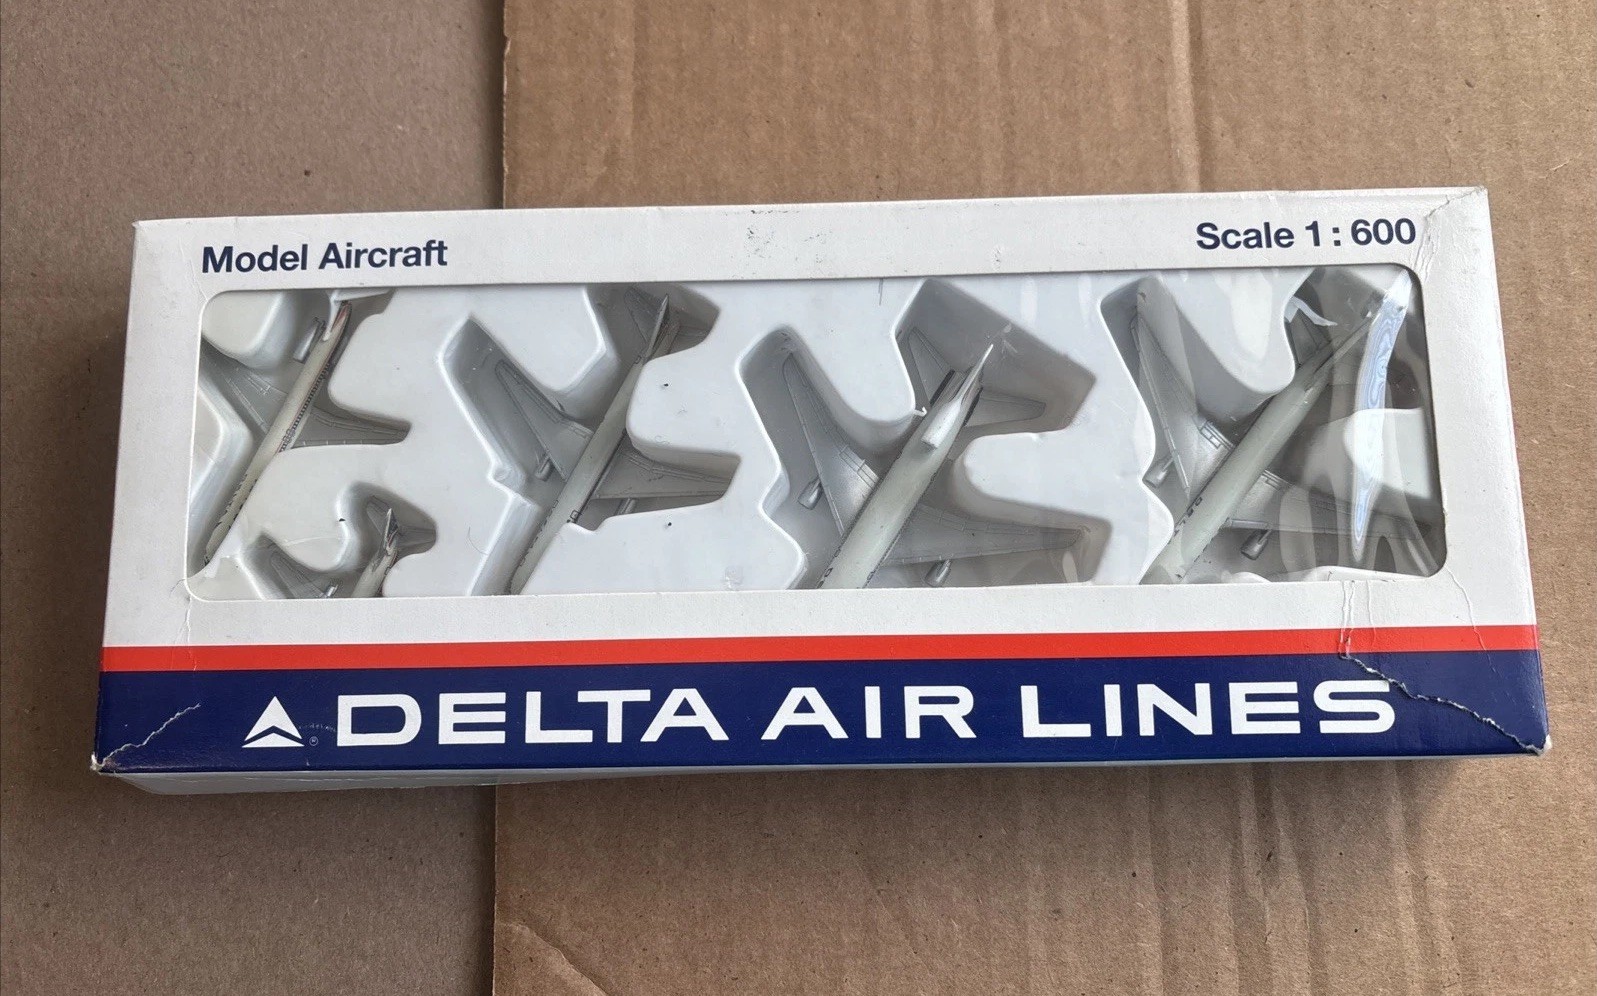 Model Aircraft
Scale 1:600
DELTA AIR LINES